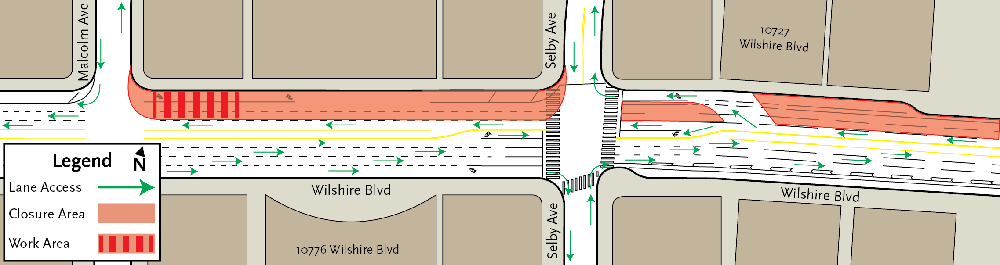 Malcolm Ave
Selby Ave
10727
Wilshire Blvd
Legend
N
Lane Access
Closure Area
Work Area
Wilshire Blvd
Wilshire Blvd
10776 Wilshire Blvd
Selby Ave